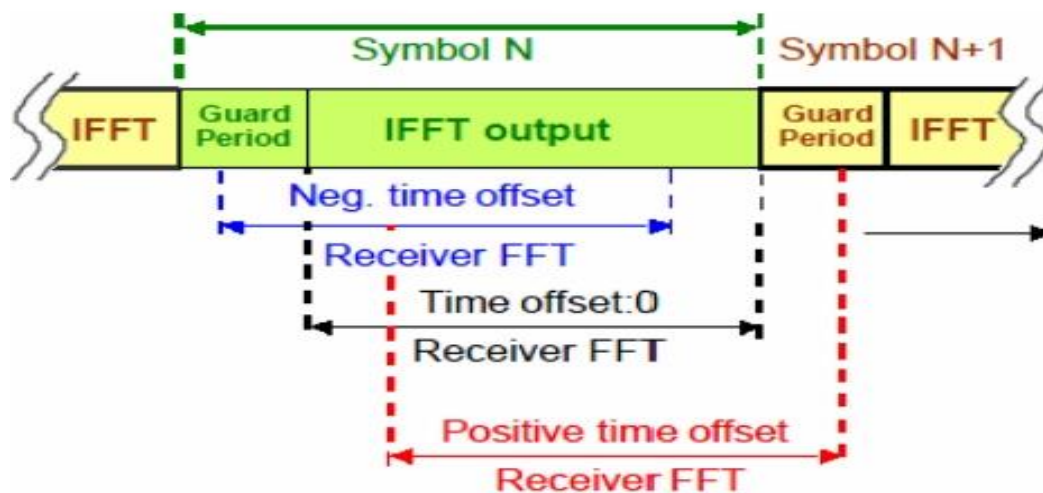 Symbol N
Symbol N+1
IFFT
Guard
Period
IFFT output
Guard
Period
IFFT
Neg. time offset
Receiver FFT
Time offset:0
Receiver FFT
Positive time offset
Receiver FFT